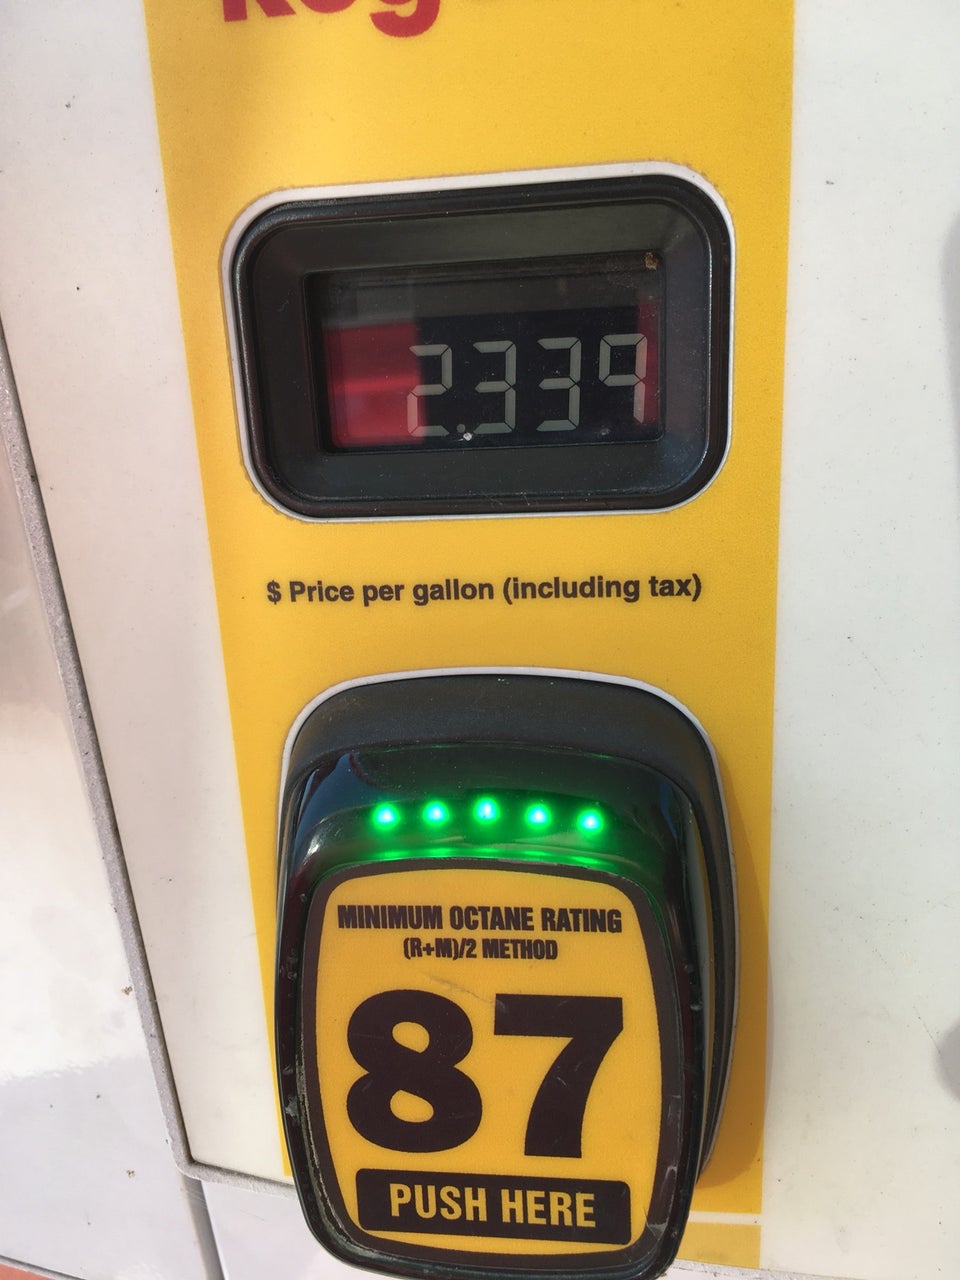 2.339
$ Price per gallon (including tax)
MINIMUM OCTANE RATING
(R+M)/2 METHOD
87
PUSH HERE